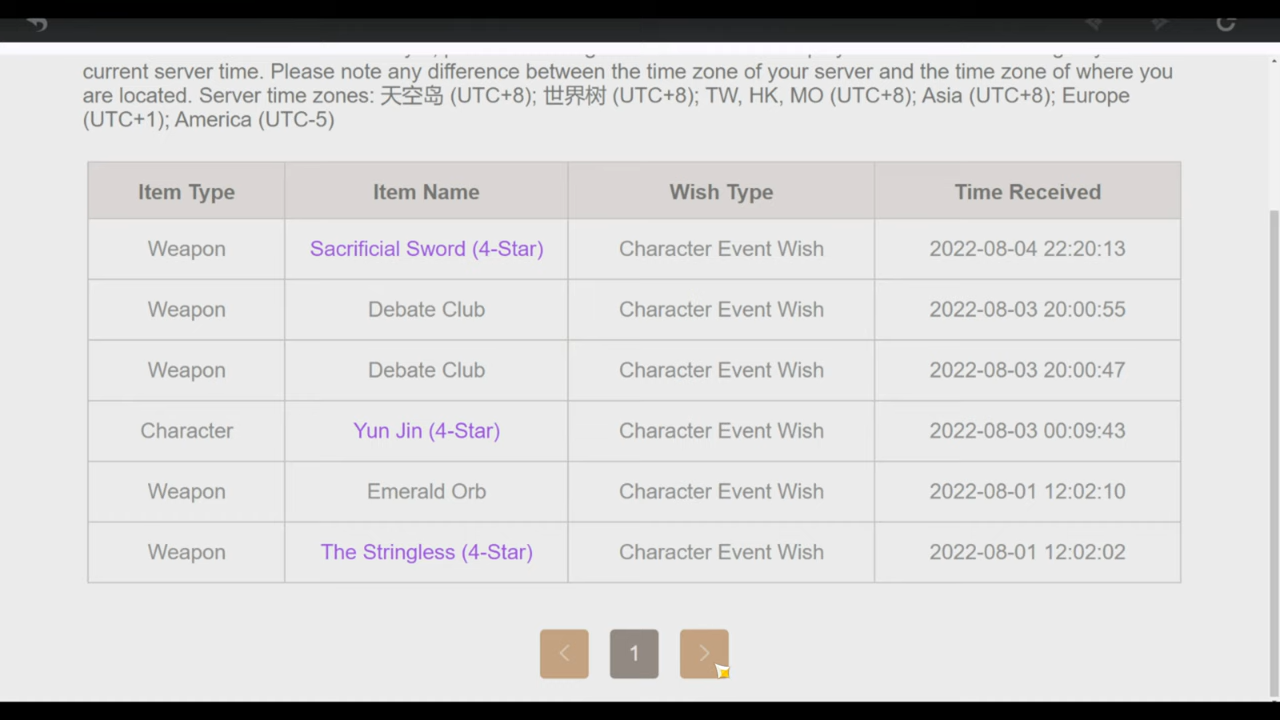 current server time. Please note any difference between the time zone of your server and the time zone of where you
are located. Server time zones: 天空岛 (UTC+8); 世界树 (UTC+8); TW, HK, MO (UTC+8); Asia (UTC+8); Europe
(UTC+1); America (UTC-5)
Item Type Item Name Wish Type Time Received
Weapon Sacrificial Sword (4-Star) Character Event Wish 2022-08-04 22:20:13
Weapon Debate Club Character Event Wish 2022-08-03 20:00:55
Weapon Debate Club Character Event Wish 2022-08-03 20:00:47
Character Yun Jin (4-Star) Character Event Wish 2022-08-03 00:09:43
Weapon Emerald Orb Character Event Wish 2022-08-01 12:02:10
Weapon The Stringless (4-Star) Character Event Wish 2022-08-01 12:02:02
1